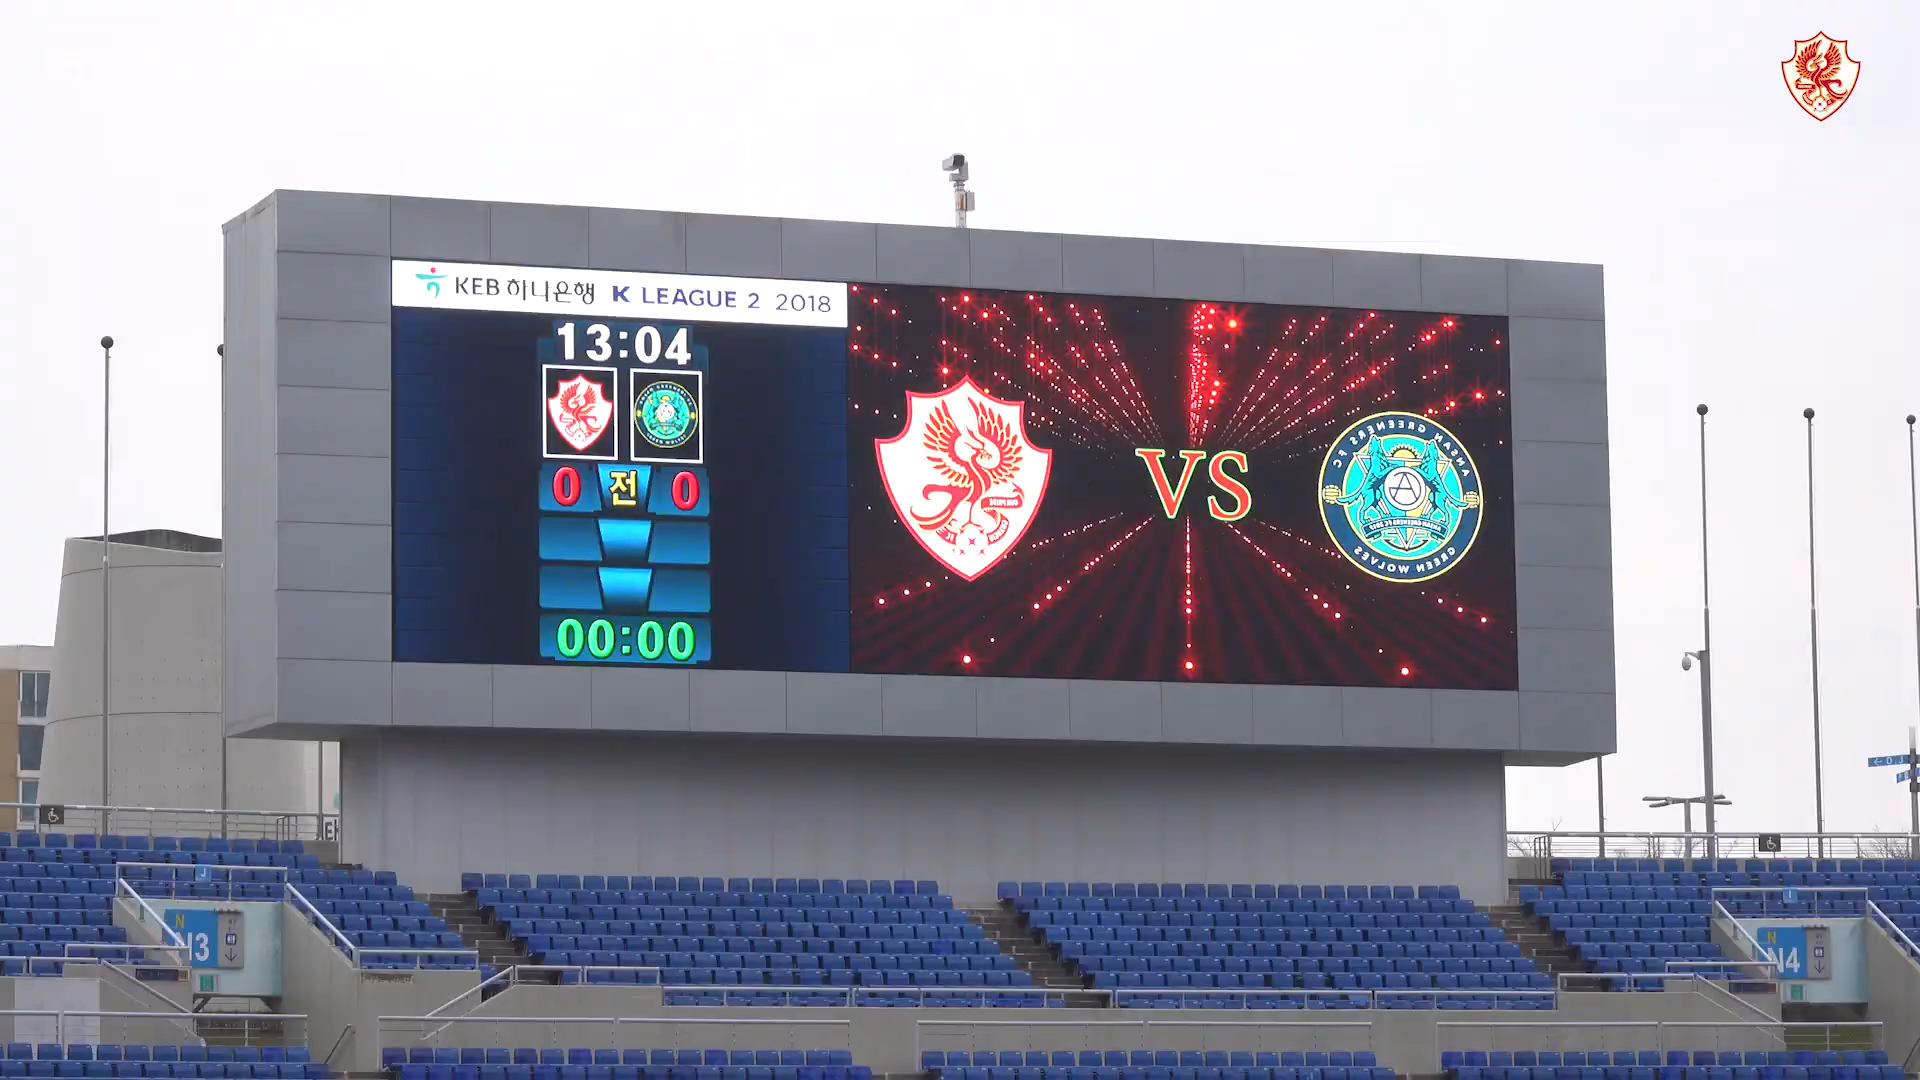 KEB 하나은행 K LEAGUE 2 2018
13:04
0 전 0
00:00
VS
ANSAN GREENERS FC
GREEN WOLVES
J
N
N3
I
N
N4